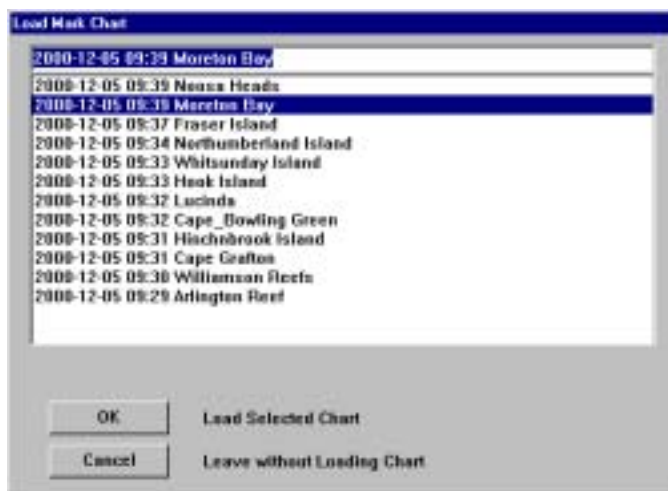 Load Mark Chart
2000-12-05 09:39 Moreton Bay
2000-12-05 09:39 Noosa Heads
2000-12-05 09:39 Moreton Bay
2000-12-05 09:37 Fraser Island
2000-12-05 09:34 Northumberland Island
2000-12-05 09:33 Whitsunday Island
2000-12-05 09:33 Hook Island
2000-12-05 09:32 Lucinda
2000-12-05 09:32 Cape_Bowling Green
2000-12-05 09:31 Hinchnbrook Island
2000-12-05 09:31 Cape Grafton
2000-12-05 09:30 Williamson Reefs
2000-12-05 09:29 Arlington Reef
OK
Load Selected Chart
Cancel
Leave without Loading Chart